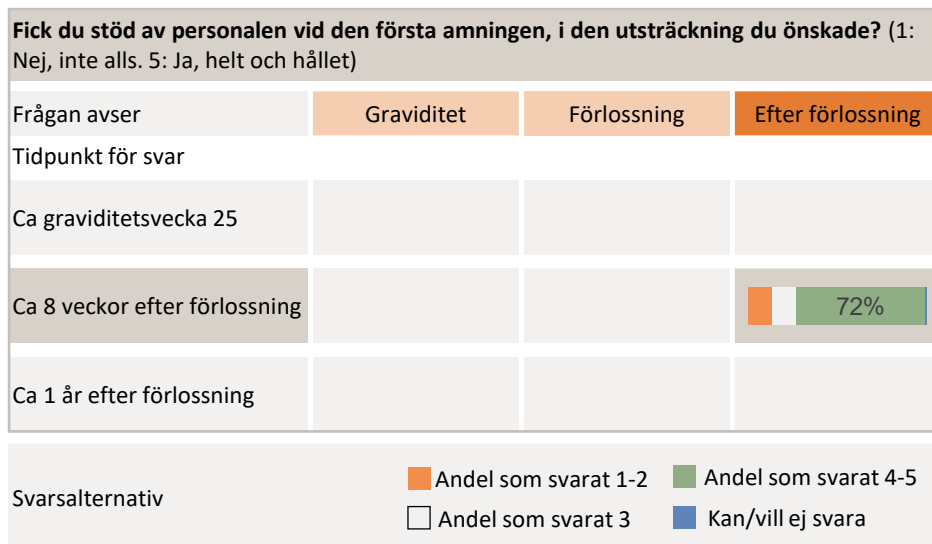 Fick du stöd av personalen vid den första amningen, i den utsträckning du önskade? (1:
Nej, inte alls. 5: Ja, helt och hållet)
Frågan avser Graviditet Förlossning Efter förlossning
Tidpunkt för svar
Ca graviditetsvecka 25
Ca 8 veckor efter förlossning 72%
Ca 1 år efter förlossning
Svarsalternativ
Andel som svarat 1-2 Andel som svarat 4-5
Andel som svarat 3 Kan/vill ej svara